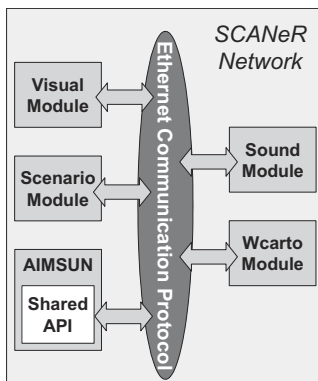 SCANeR
Network
Visual
Module
Scenario
Module
AIMSUN
Shared
API
Ethernet Communication Protocol
Sound
Module
Wcarto
Module